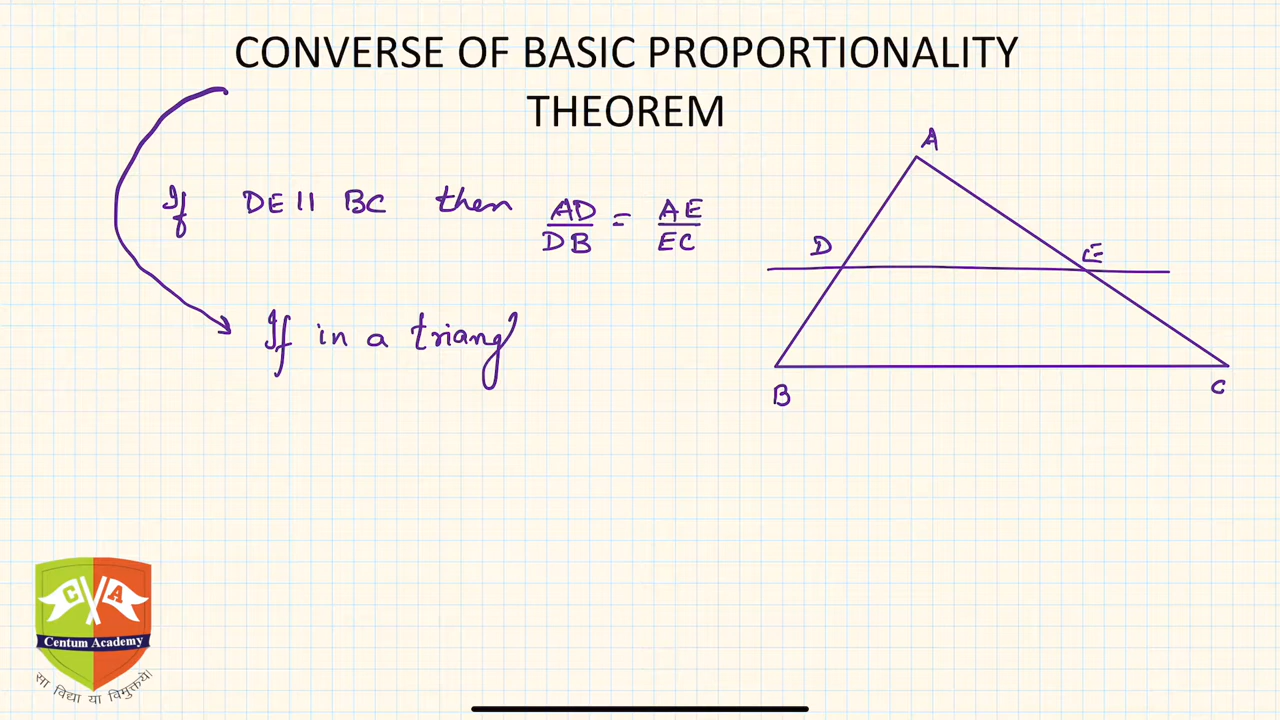 CONVERSE OF BASIC PROPORTIONALITY
THEOREM
A
If DE || BC then AD/DB = AE/EC
D
E
If in a triang
B
C
C A
Centum Academy
सा विद्या या विमुक्तये।